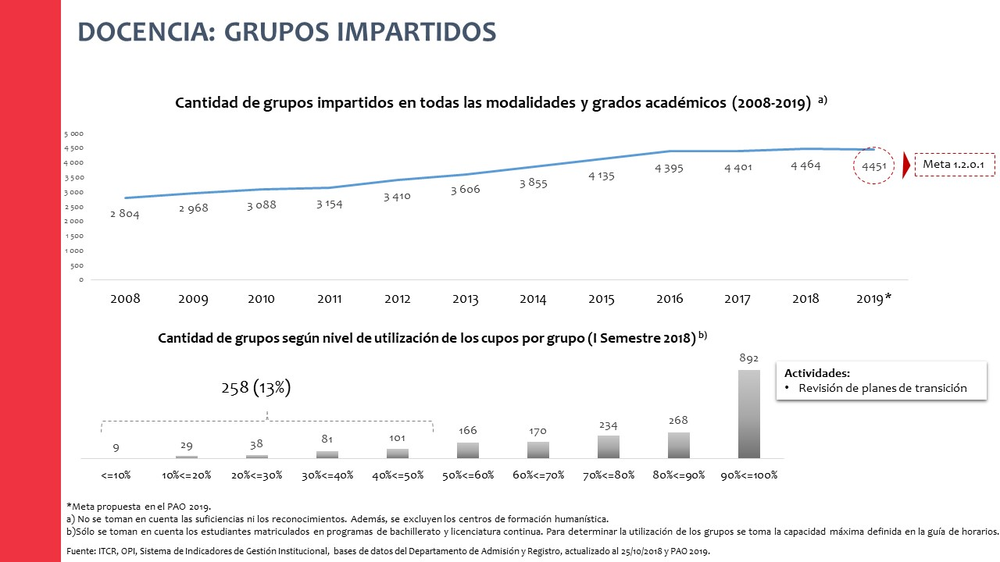 DOCENCIA: GRUPOS IMPARTIDOS
Cantidad de grupos impartidos en todas las modalidades y grados académicos (2008-2019) a)
5 000
4 500
4 000
3 500
3 000
2 500
2 000
1 500
1 000
500
0
2 804
2 968
3 088
3 154
3 410
3 606
3 855
4 135
4 395
4 401
4 464
4451
Meta 1.2.0.1
2008 2009 2010 2011 2012 2013 2014 2015 2016 2017 2018 2019*
Cantidad de grupos según nivel de utilización de los cupos por grupo (I Semestre 2018) b)
258 (13%)
9 29 38 81 101 166 170 234 268 892
<=10% 10%<=20% 20%<=30% 30%<=40% 40%<=50% 50%<=60% 60%<=70% 70%<=80% 80%<=90% 90%<=100%
Actividades:
• Revisión de planes de transición
*Meta propuesta en el PAO 2019.
a) No se toman en cuenta las suficiencias ni los reconocimientos. Además, se excluyen los centros de formación humanística.
b)Sólo se toman en cuenta los estudiantes matriculados en programas de bachillerato y licenciatura continua. Para determinar la utilización de los grupos se toma la capacidad máxima definida en la guía de horarios.
Fuente: ITCR, OPI, Sistema de Indicadores de Gestión Institucional, bases de datos del Departamento de Admisión y Registro, actualizado al 25/10/2018 y PAO 2019.